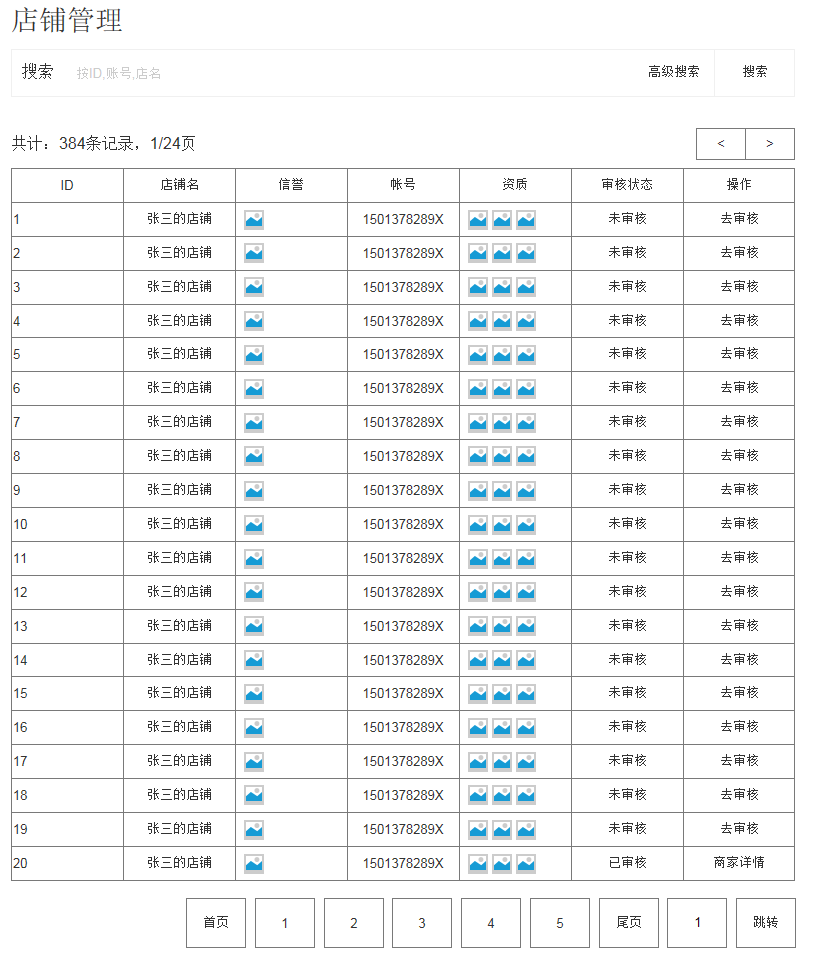 店铺管理
搜索 按ID,账号,店名 高级搜索 搜索
共计：384条记录，1/24页 < >
ID 店铺名 信誉 帐号 资质 审核状态 操作
1 张三的店铺 1501378289X 未审核 去审核
2 张三的店铺 1501378289X 未审核 去审核
3 张三的店铺 1501378289X 未审核 去审核
4 张三的店铺 1501378289X 未审核 去审核
5 张三的店铺 1501378289X 未审核 去审核
6 张三的店铺 1501378289X 未审核 去审核
7 张三的店铺 1501378289X 未审核 去审核
8 张三的店铺 1501378289X 未审核 去审核
9 张三的店铺 1501378289X 未审核 去审核
10 张三的店铺 1501378289X 未审核 去审核
11 张三的店铺 1501378289X 未审核 去审核
12 张三的店铺 1501378289X 未审核 去审核
13 张三的店铺 1501378289X 未审核 去审核
14 张三的店铺 1501378289X 未审核 去审核
15 张三的店铺 1501378289X 未审核 去审核
16 张三的店铺 1501378289X 未审核 去审核
17 张三的店铺 1501378289X 未审核 去审核
18 张三的店铺 1501378289X 未审核 去审核
19 张三的店铺 1501378289X 未审核 去审核
20 张三的店铺 1501378289X 已审核 商家详情
首页 1 2 3 4 5 尾页 1 跳转